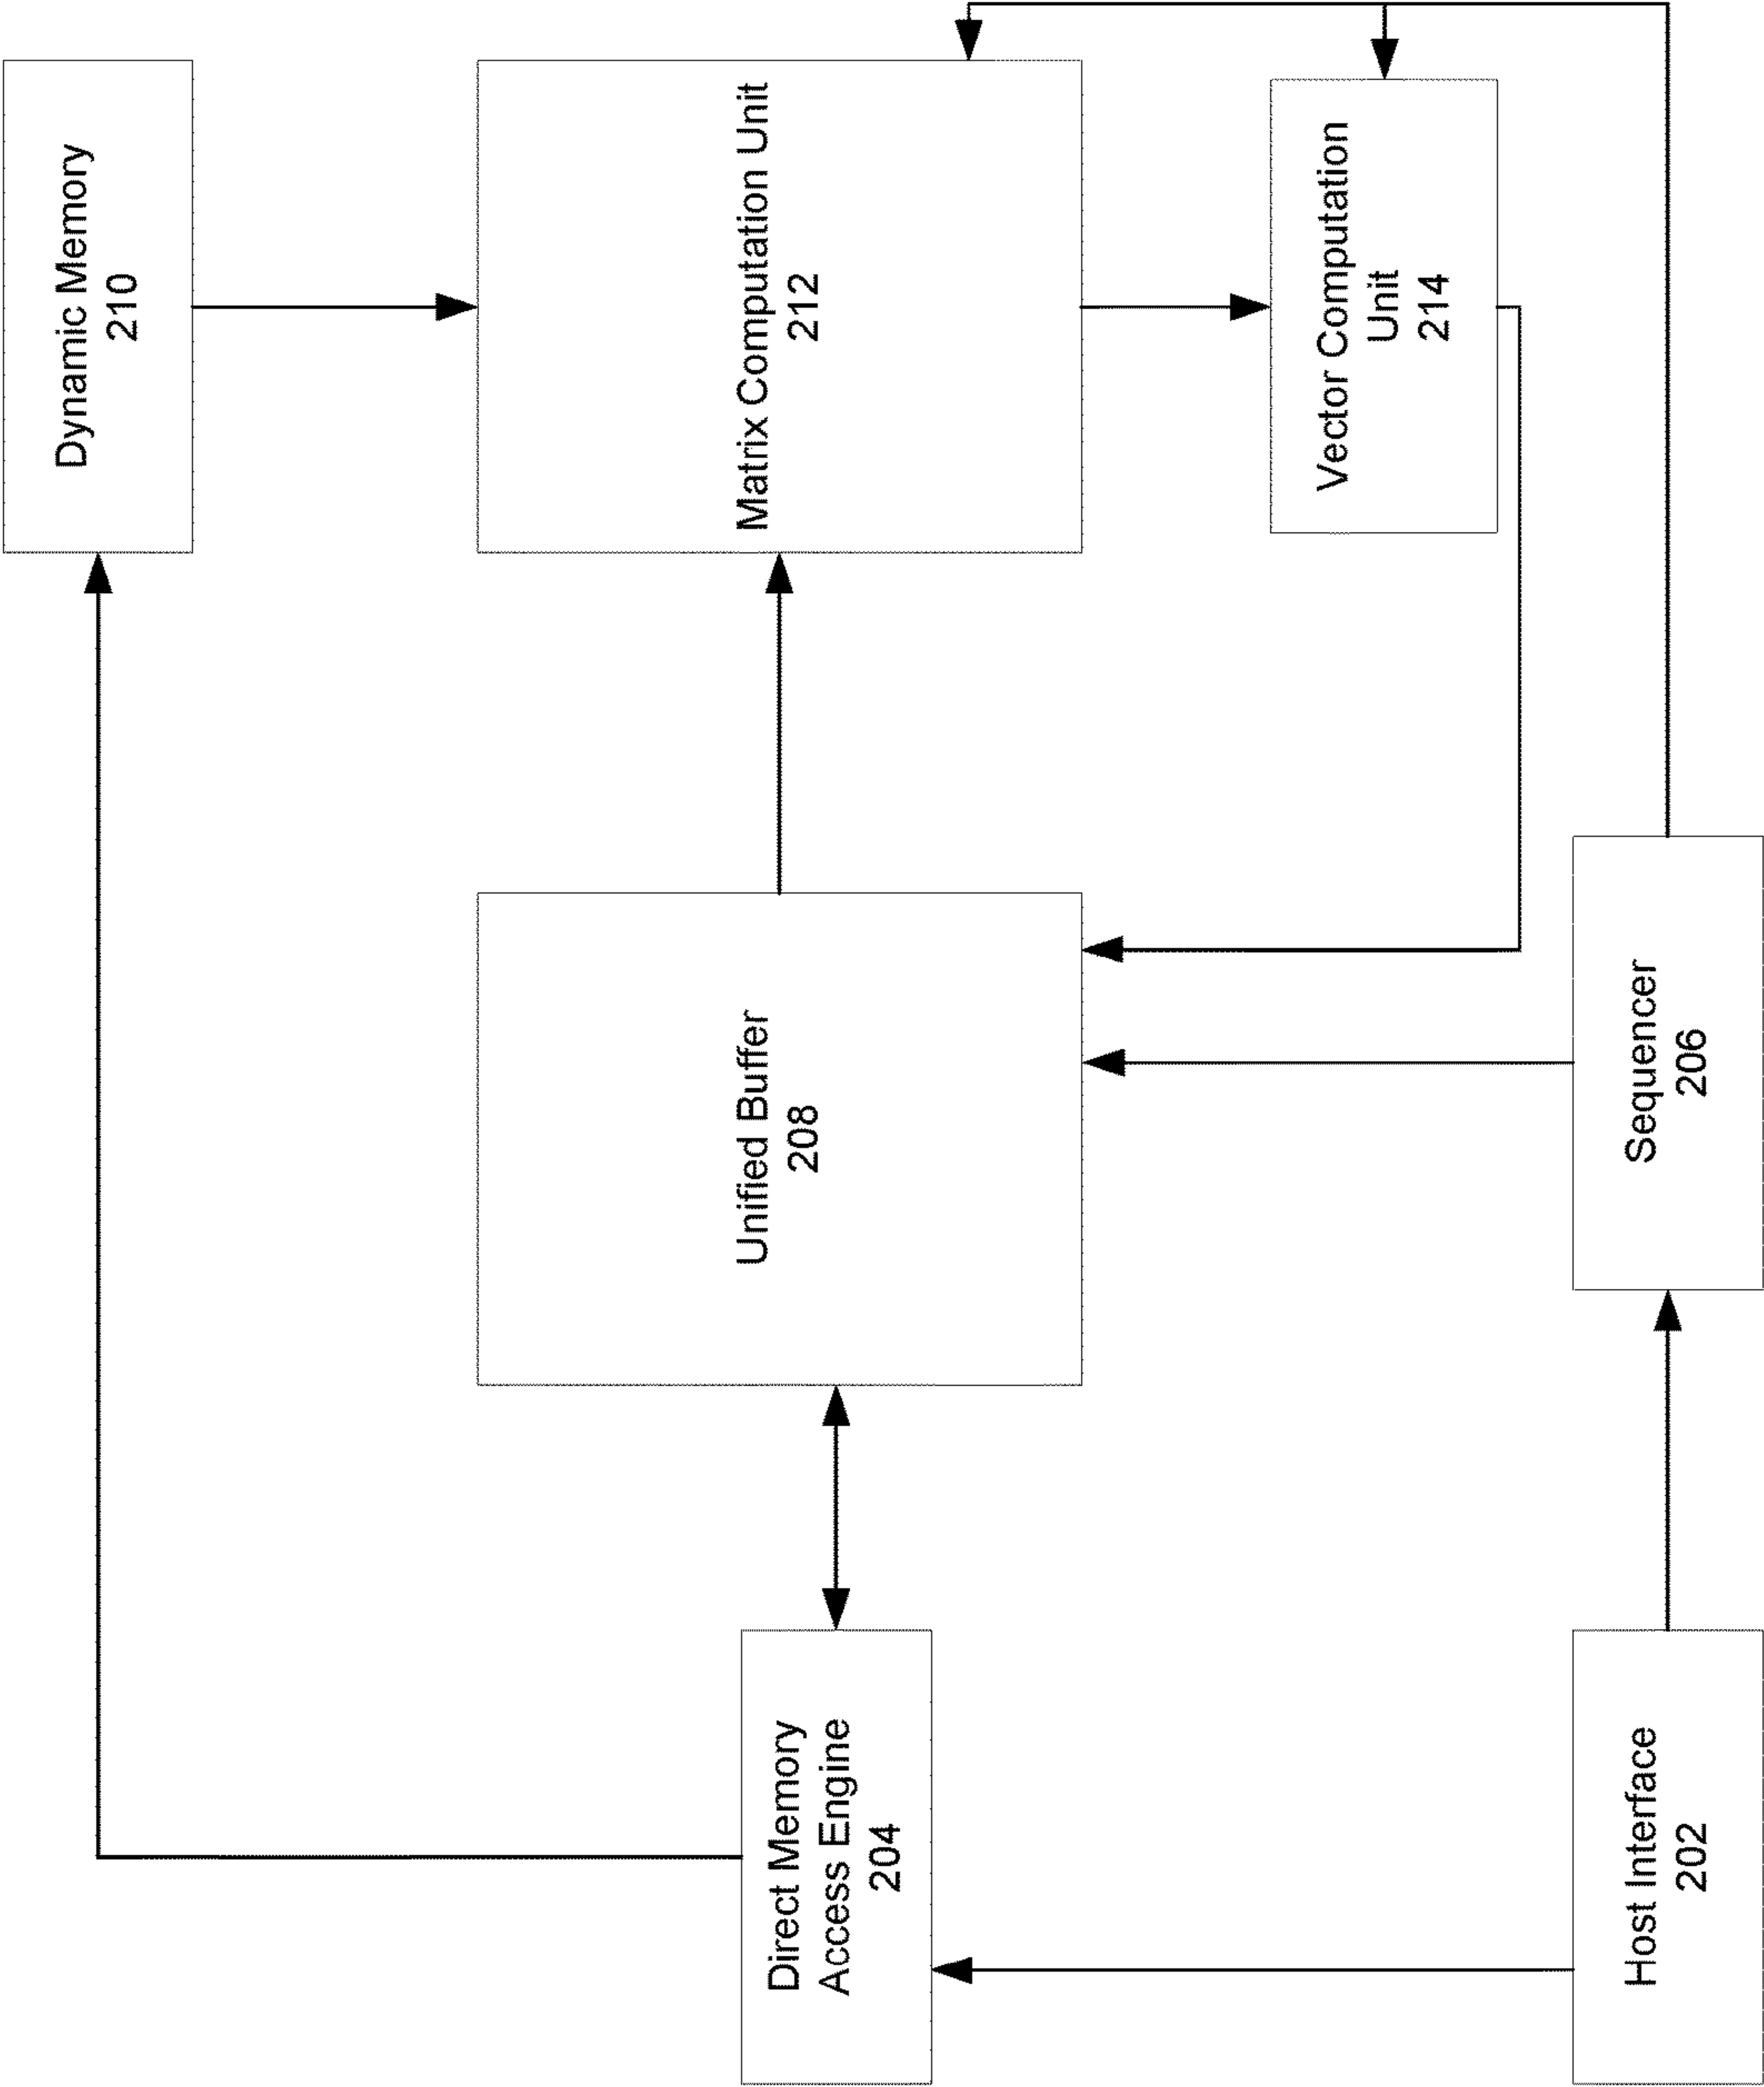 Host Interface
202
Direct Memory
Access Engine
204
Sequencer
206
Unified Buffer
208
Dynamic Memory
210
Matrix Computation Unit
212
Vector Computation
Unit
214